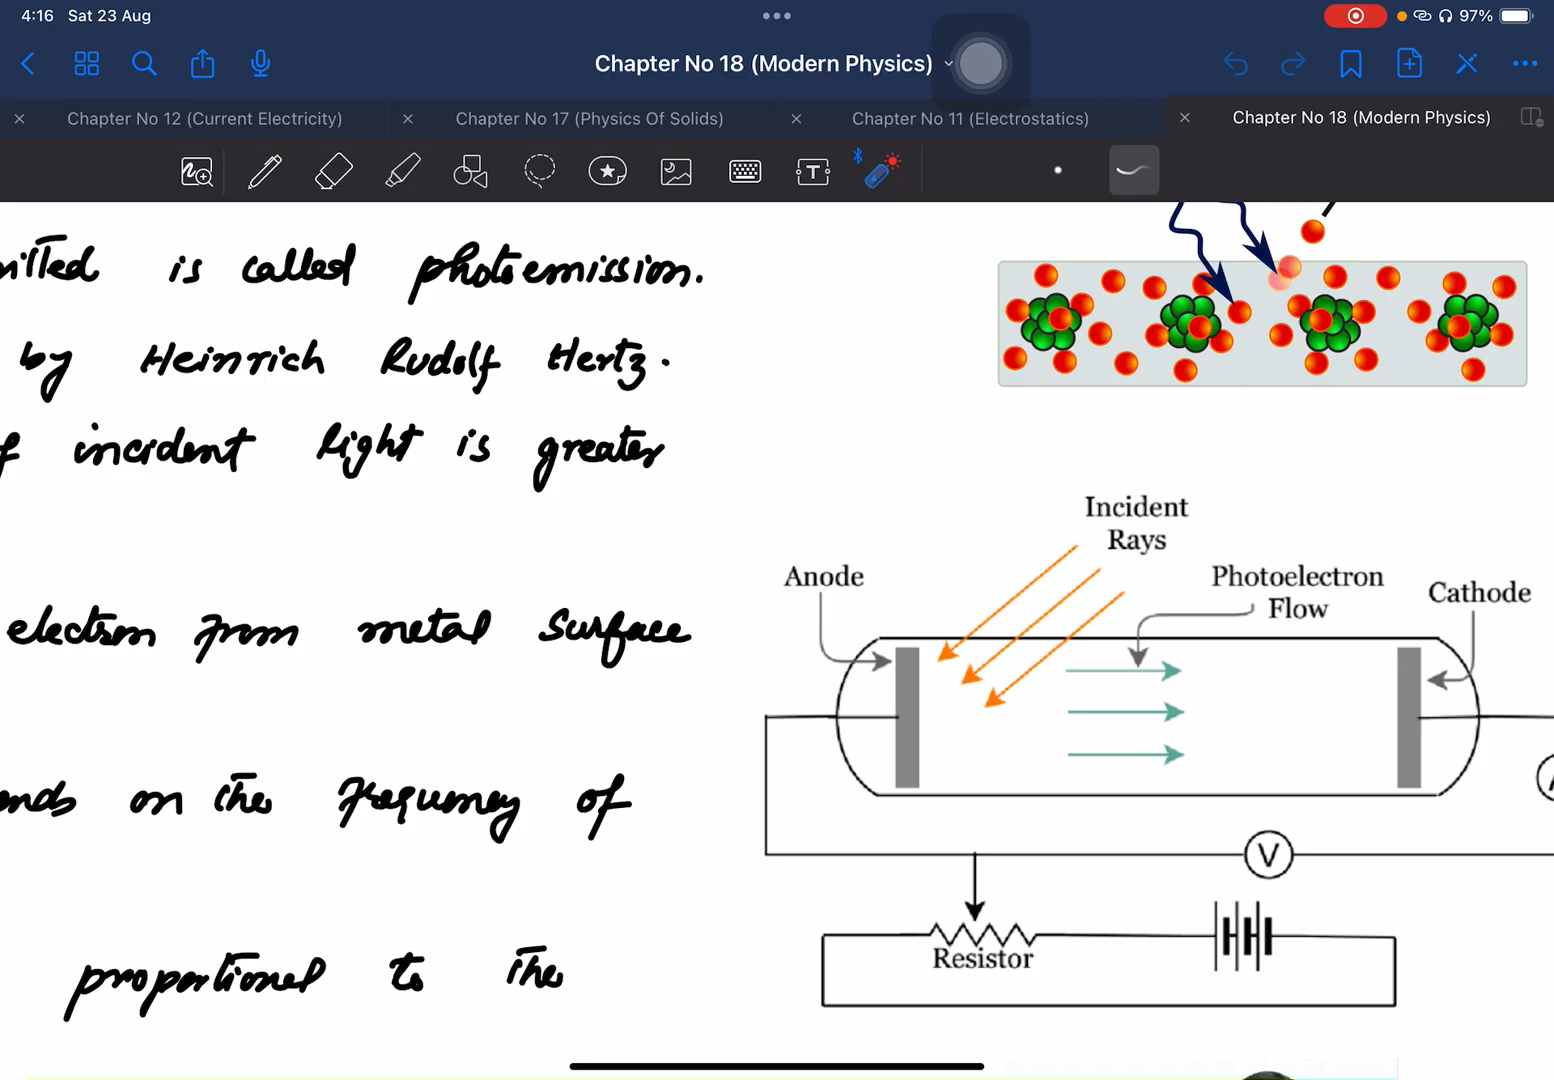 4:16 Sat 23 Aug
97%
Chapter No 18 (Modern Physics)
Chapter No 12 (Current Electricity)
Chapter No 17 (Physics Of Solids)
Chapter No 11 (Electrostatics)
Chapter No 18 (Modern Physics)
T
is called photoemission.
by Heinrich Rudolf Hertz.
incident light is greater
electron from metal surface
on the frequency of
proportional to the
Incident
Rays
Anode
Photoelectron
Flow
Cathode
V
Resistor